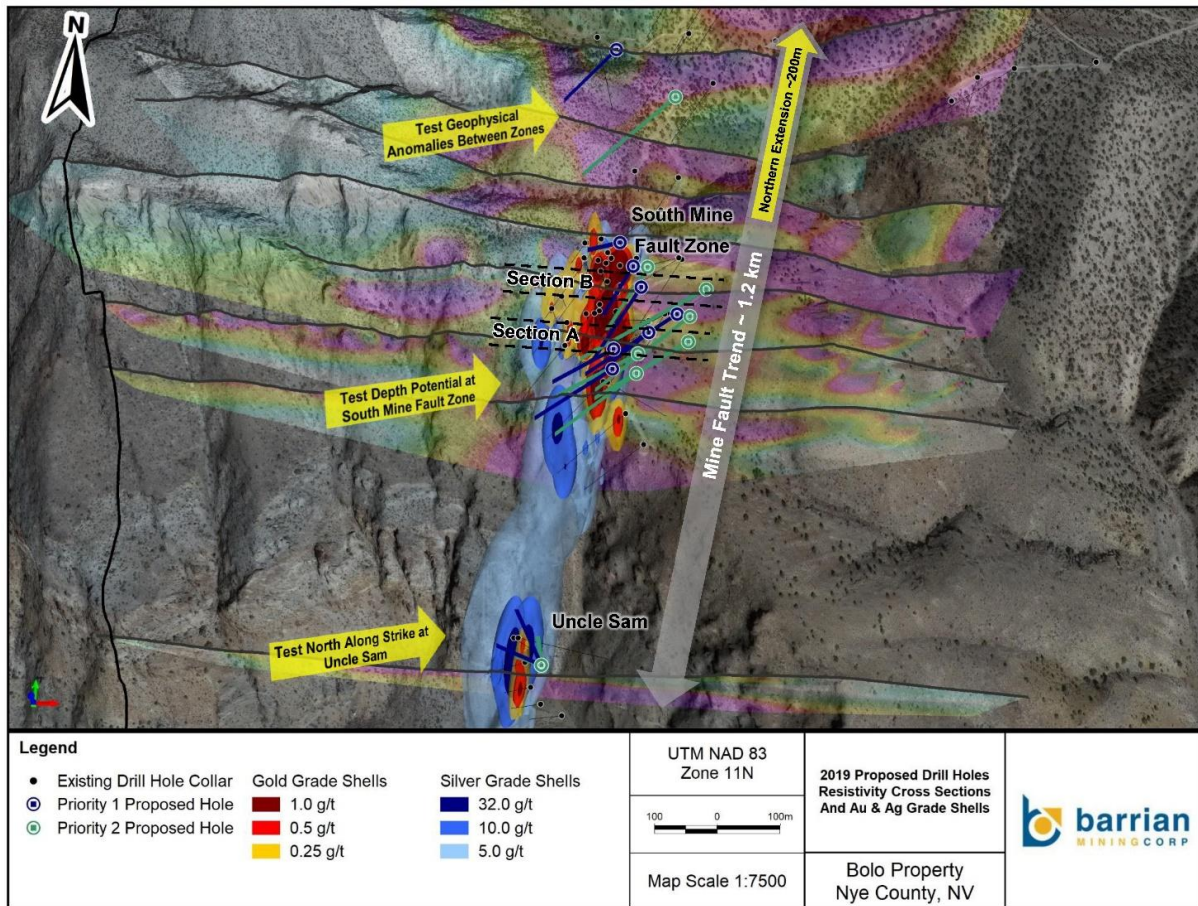 N
Test Geophysical
Anomalies Between Zones
Northern Extension ~200m
South Mine
Fault Zone
Section B
Section A
Mine Fault Trend ~ 1.2 km
Test Depth Potential at
South Mine Fault Zone
Uncle Sam
Test North Along Strike at
Uncle Sam
Legend
Existing Drill Hole Collar
Priority 1 Proposed Hole
Priority 2 Proposed Hole
Gold Grade Shells
1.0 g/t
0.5 g/t
0.25 g/t
Silver Grade Shells
32.0 g/t
10.0 g/t
5.0 g/t
UTM NAD 83
Zone 11N
100 0 100m
Map Scale 1:7500
2019 Proposed Drill Holes
Resistivity Cross Sections
And Au & Ag Grade Shells
Bolo Property
Nye County, NV
barrian
MININGCORP